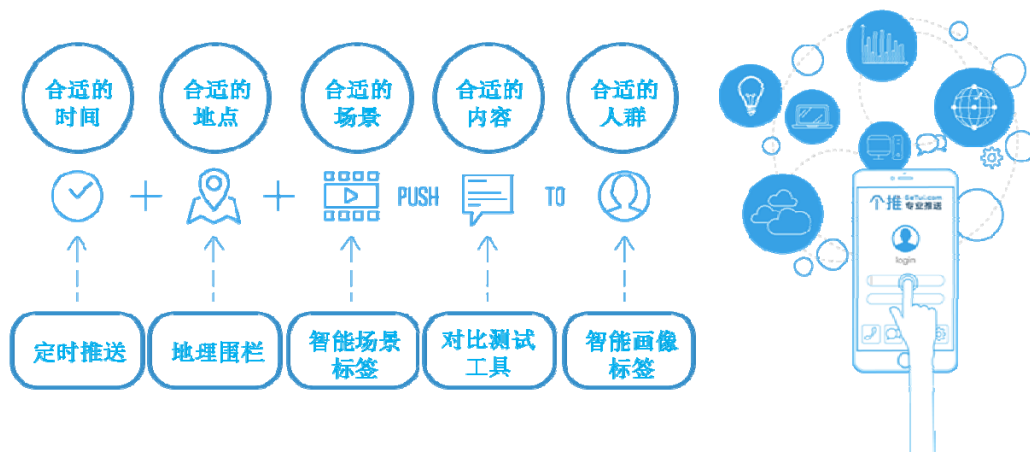 合适的
时间
合适的
地点
合适的
场景
合适的
内容
合适的
人群
PUSH
TO
定时推送
地理围栏
智能场景
标签
对比测试
工具
智能画像
标签
个推
GeTui.com
专业推送
login